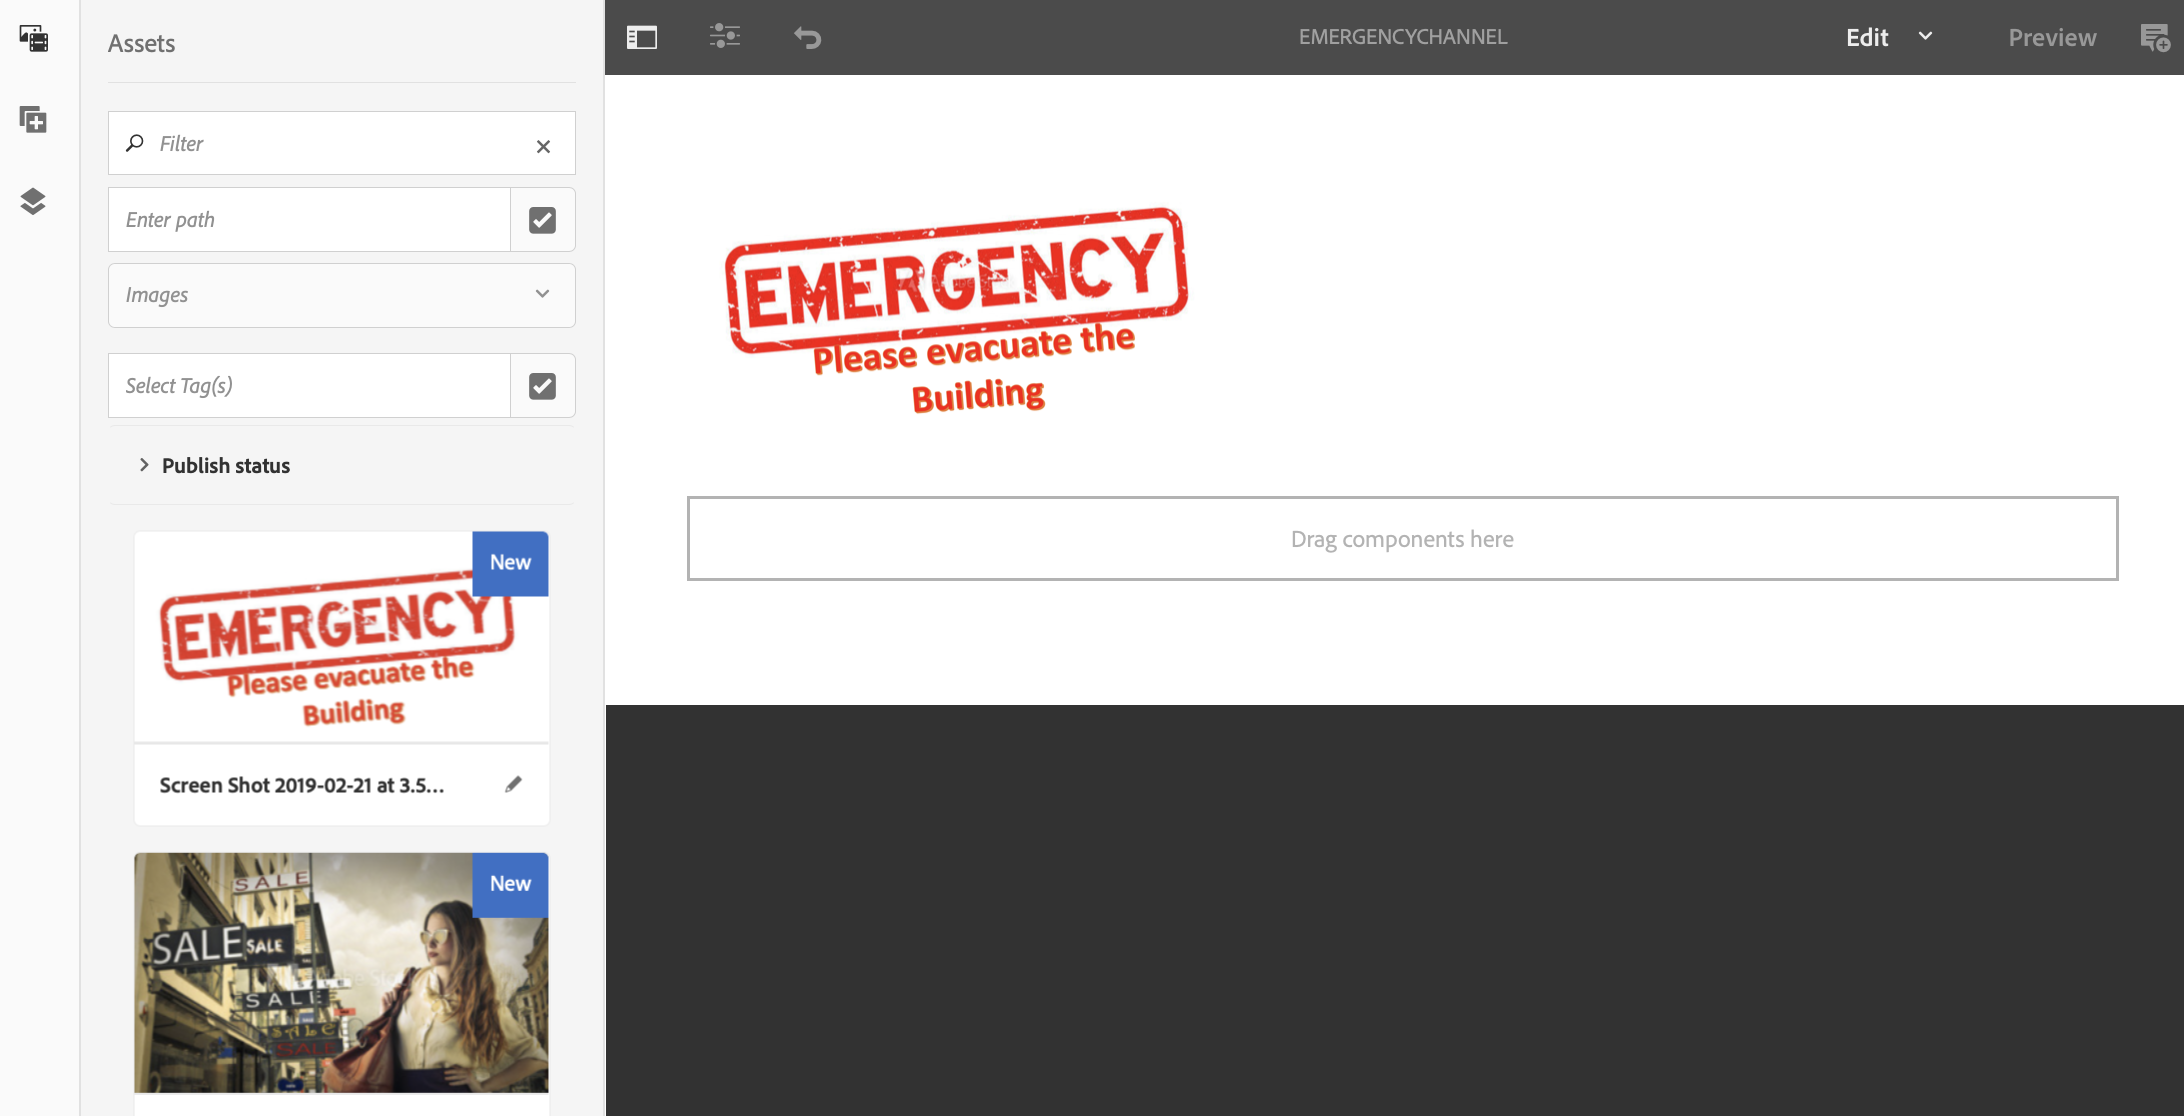 Assets
EMERGENCYCHANNEL
Edit
Preview
Filter
Enter path
Images
Select Tag(s)
Publish status
New
EMERGENCY
Please evacuate the
Building
Screen Shot 2019-02-21 at 3.5...
New
SALE
SALE
SALE
SALE
SALE
SALE
EMERGENCY
Please evacuate the
Building
Drag components here